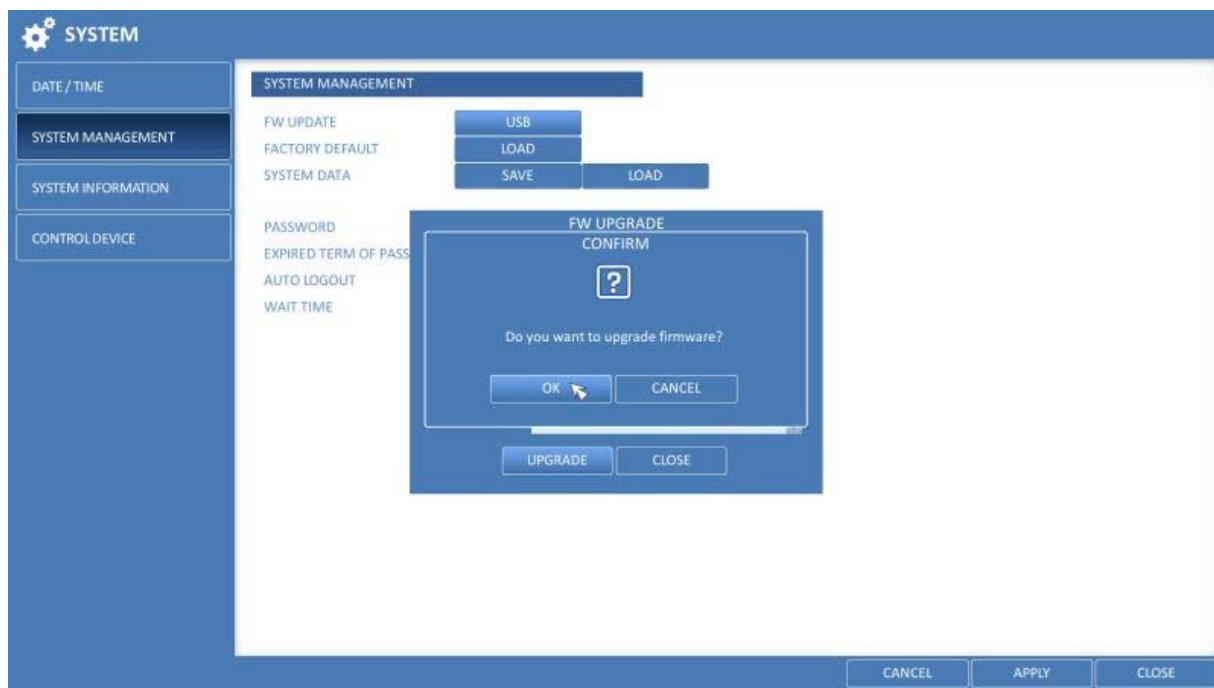 SYSTEM
DATE / TIME
SYSTEM MANAGEMENT
SYSTEM INFORMATION
CONTROL DEVICE
SYSTEM MANAGEMENT
FW UPDATE USB
FACTORY DEFAULT LOAD
SYSTEM DATA SAVE LOAD
PASSWORD
EXPIRED TERM OF PASS
AUTO LOGOUT
WAIT TIME
FW UPGRADE
CONFIRM
?
Do you want to upgrade firmware?
OK CANCEL
UPGRADE CLOSE
CANCEL APPLY CLOSE